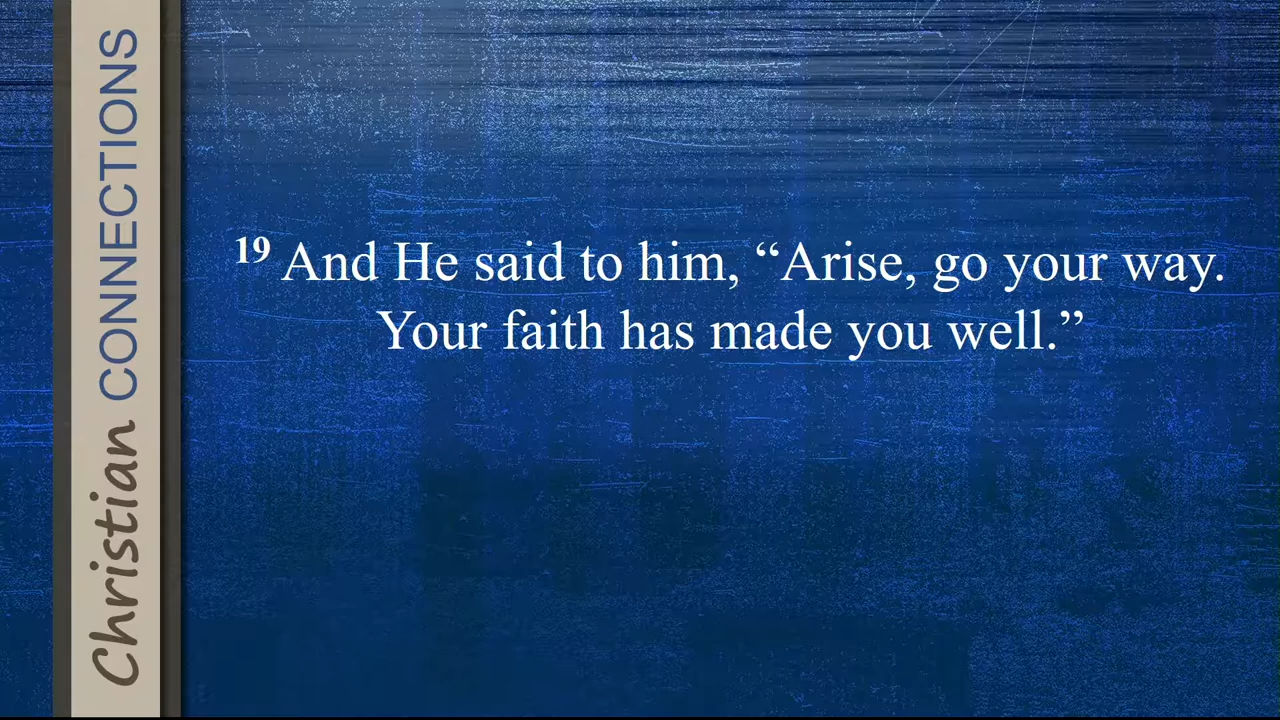 Christian CONNECTIONS
19 And He said to him, “Arise, go your way.
Your faith has made you well.”